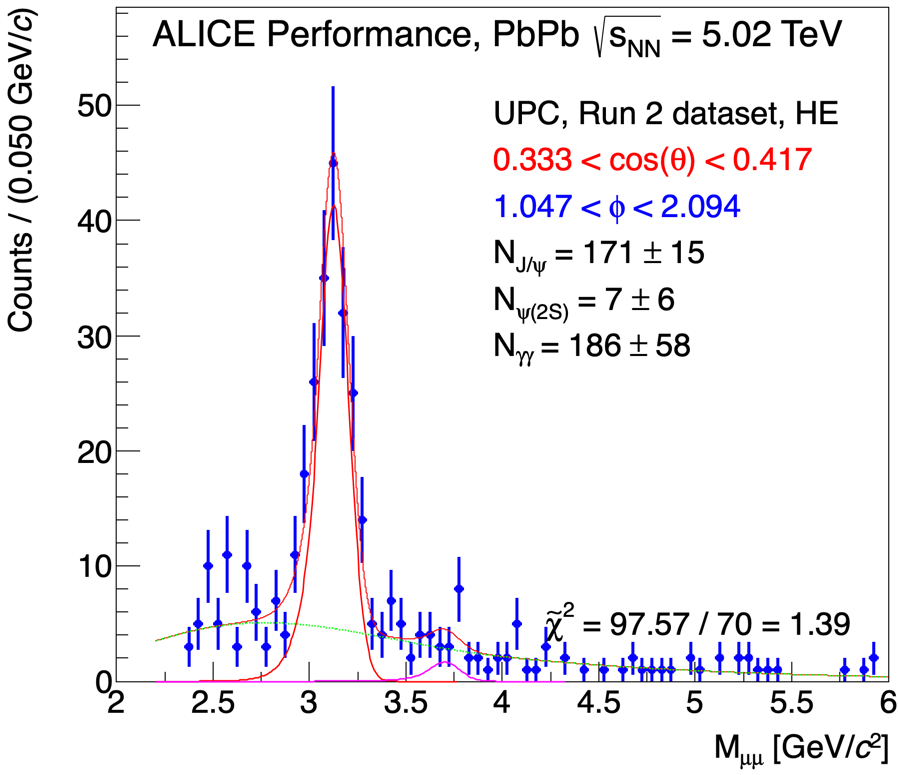 ALICE Performance, PbPb √sNN = 5.02 TeV
UPC, Run 2 dataset, HE
0.333 < cos(θ) < 0.417
1.047 < ϕ < 2.094
NJ/ψ = 171 ± 15
Nψ(2S) = 7 ± 6
Nγγ = 186 ± 58
χ̃² = 97.57 / 70 = 1.39
Counts / (0.050 GeV/c)
50
40
30
20
10
0
2 2.5 3 3.5 4 4.5 5 5.5 6
Mμμ [GeV/c²]